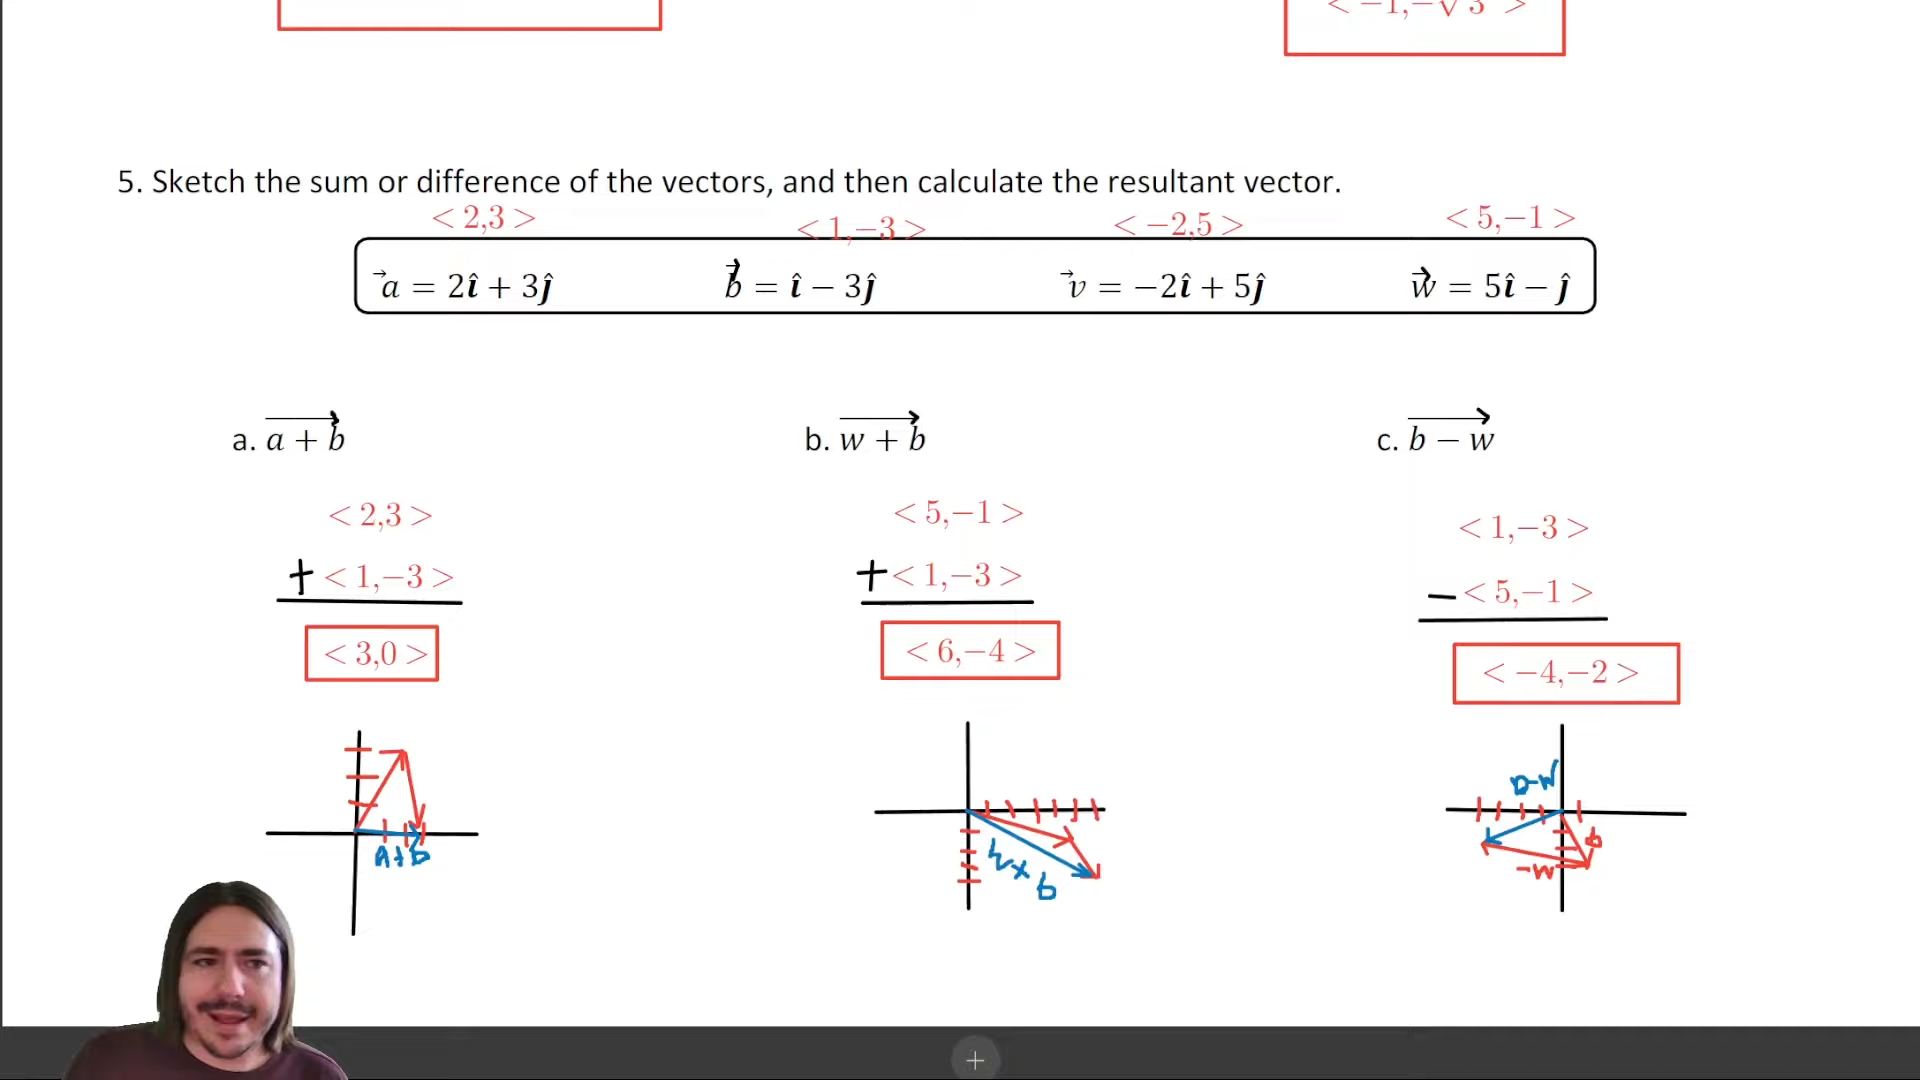 < −1,−√3 >
5. Sketch the sum or difference of the vectors, and then calculate the resultant vector.
< 2,3 > < 1,−3 > < −2,5 > < 5,−1 >
a⃗ = 2î + 3ĵ b⃗ = î − 3ĵ v⃗ = −2î + 5ĵ w⃗ = 5î − ĵ
a. a + b b. w + b c. b − w
< 2,3 > < 5,−1 > < 1,−3 >
+ < 1,−3 > + < 1,−3 > − < 5,−1 >
< 3,0 > < 6,−4 > < −4,−2 >
a+b
w+b
b-w
b
-w
+